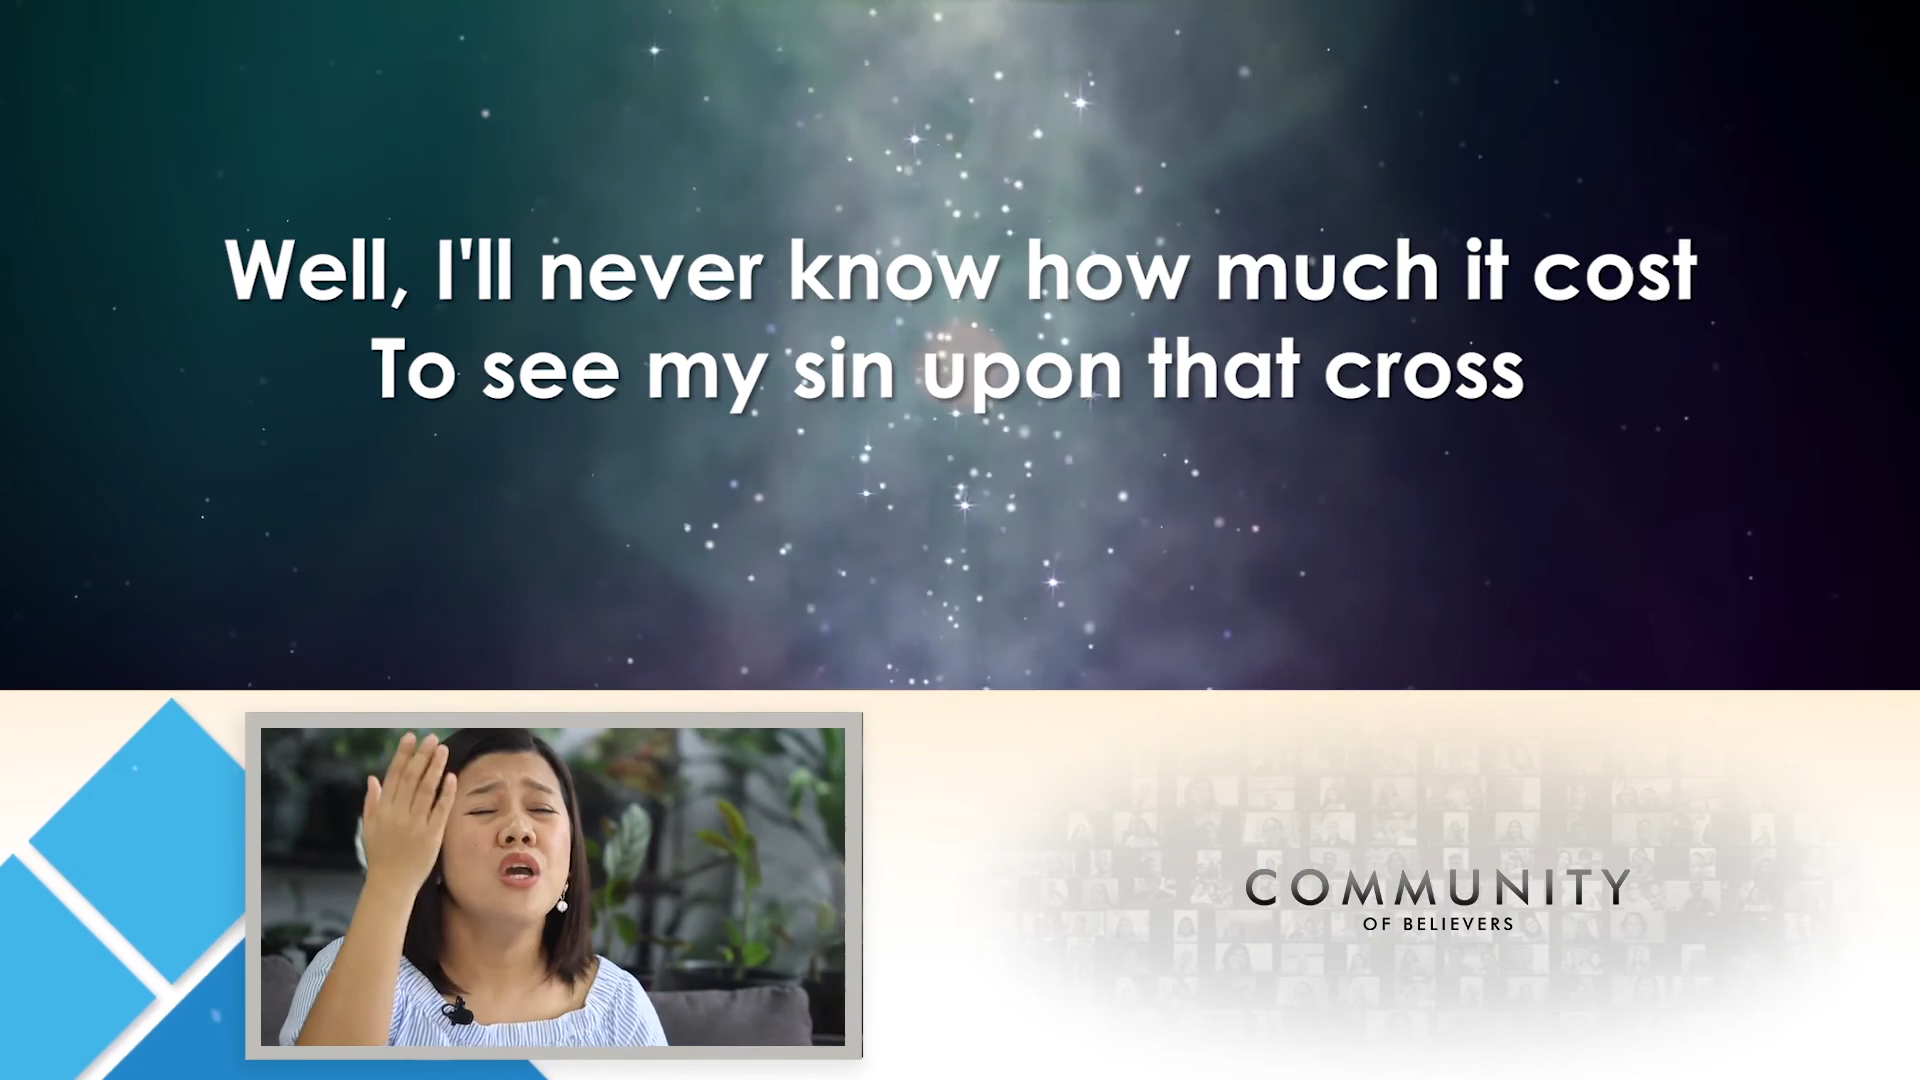 Well, I'll never know how much it cost
To see my sin upon that cross
COMMUNITY
OF BELIEVERS